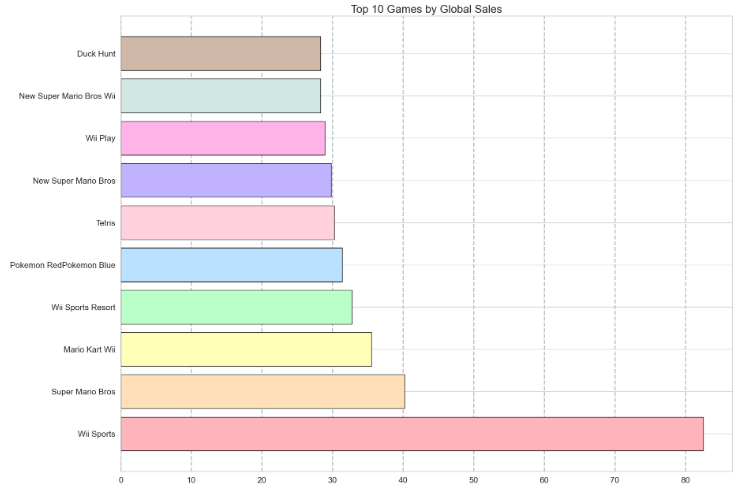 Top 10 Games by Global Sales
Duck Hunt
New Super Mario Bros Wii
Wii Play
New Super Mario Bros
Tetris
Pokemon RedPokemon Blue
Wii Sports Resort
Mario Kart Wii
Super Mario Bros
Wii Sports
0 10 20 30 40 50 60 70 80